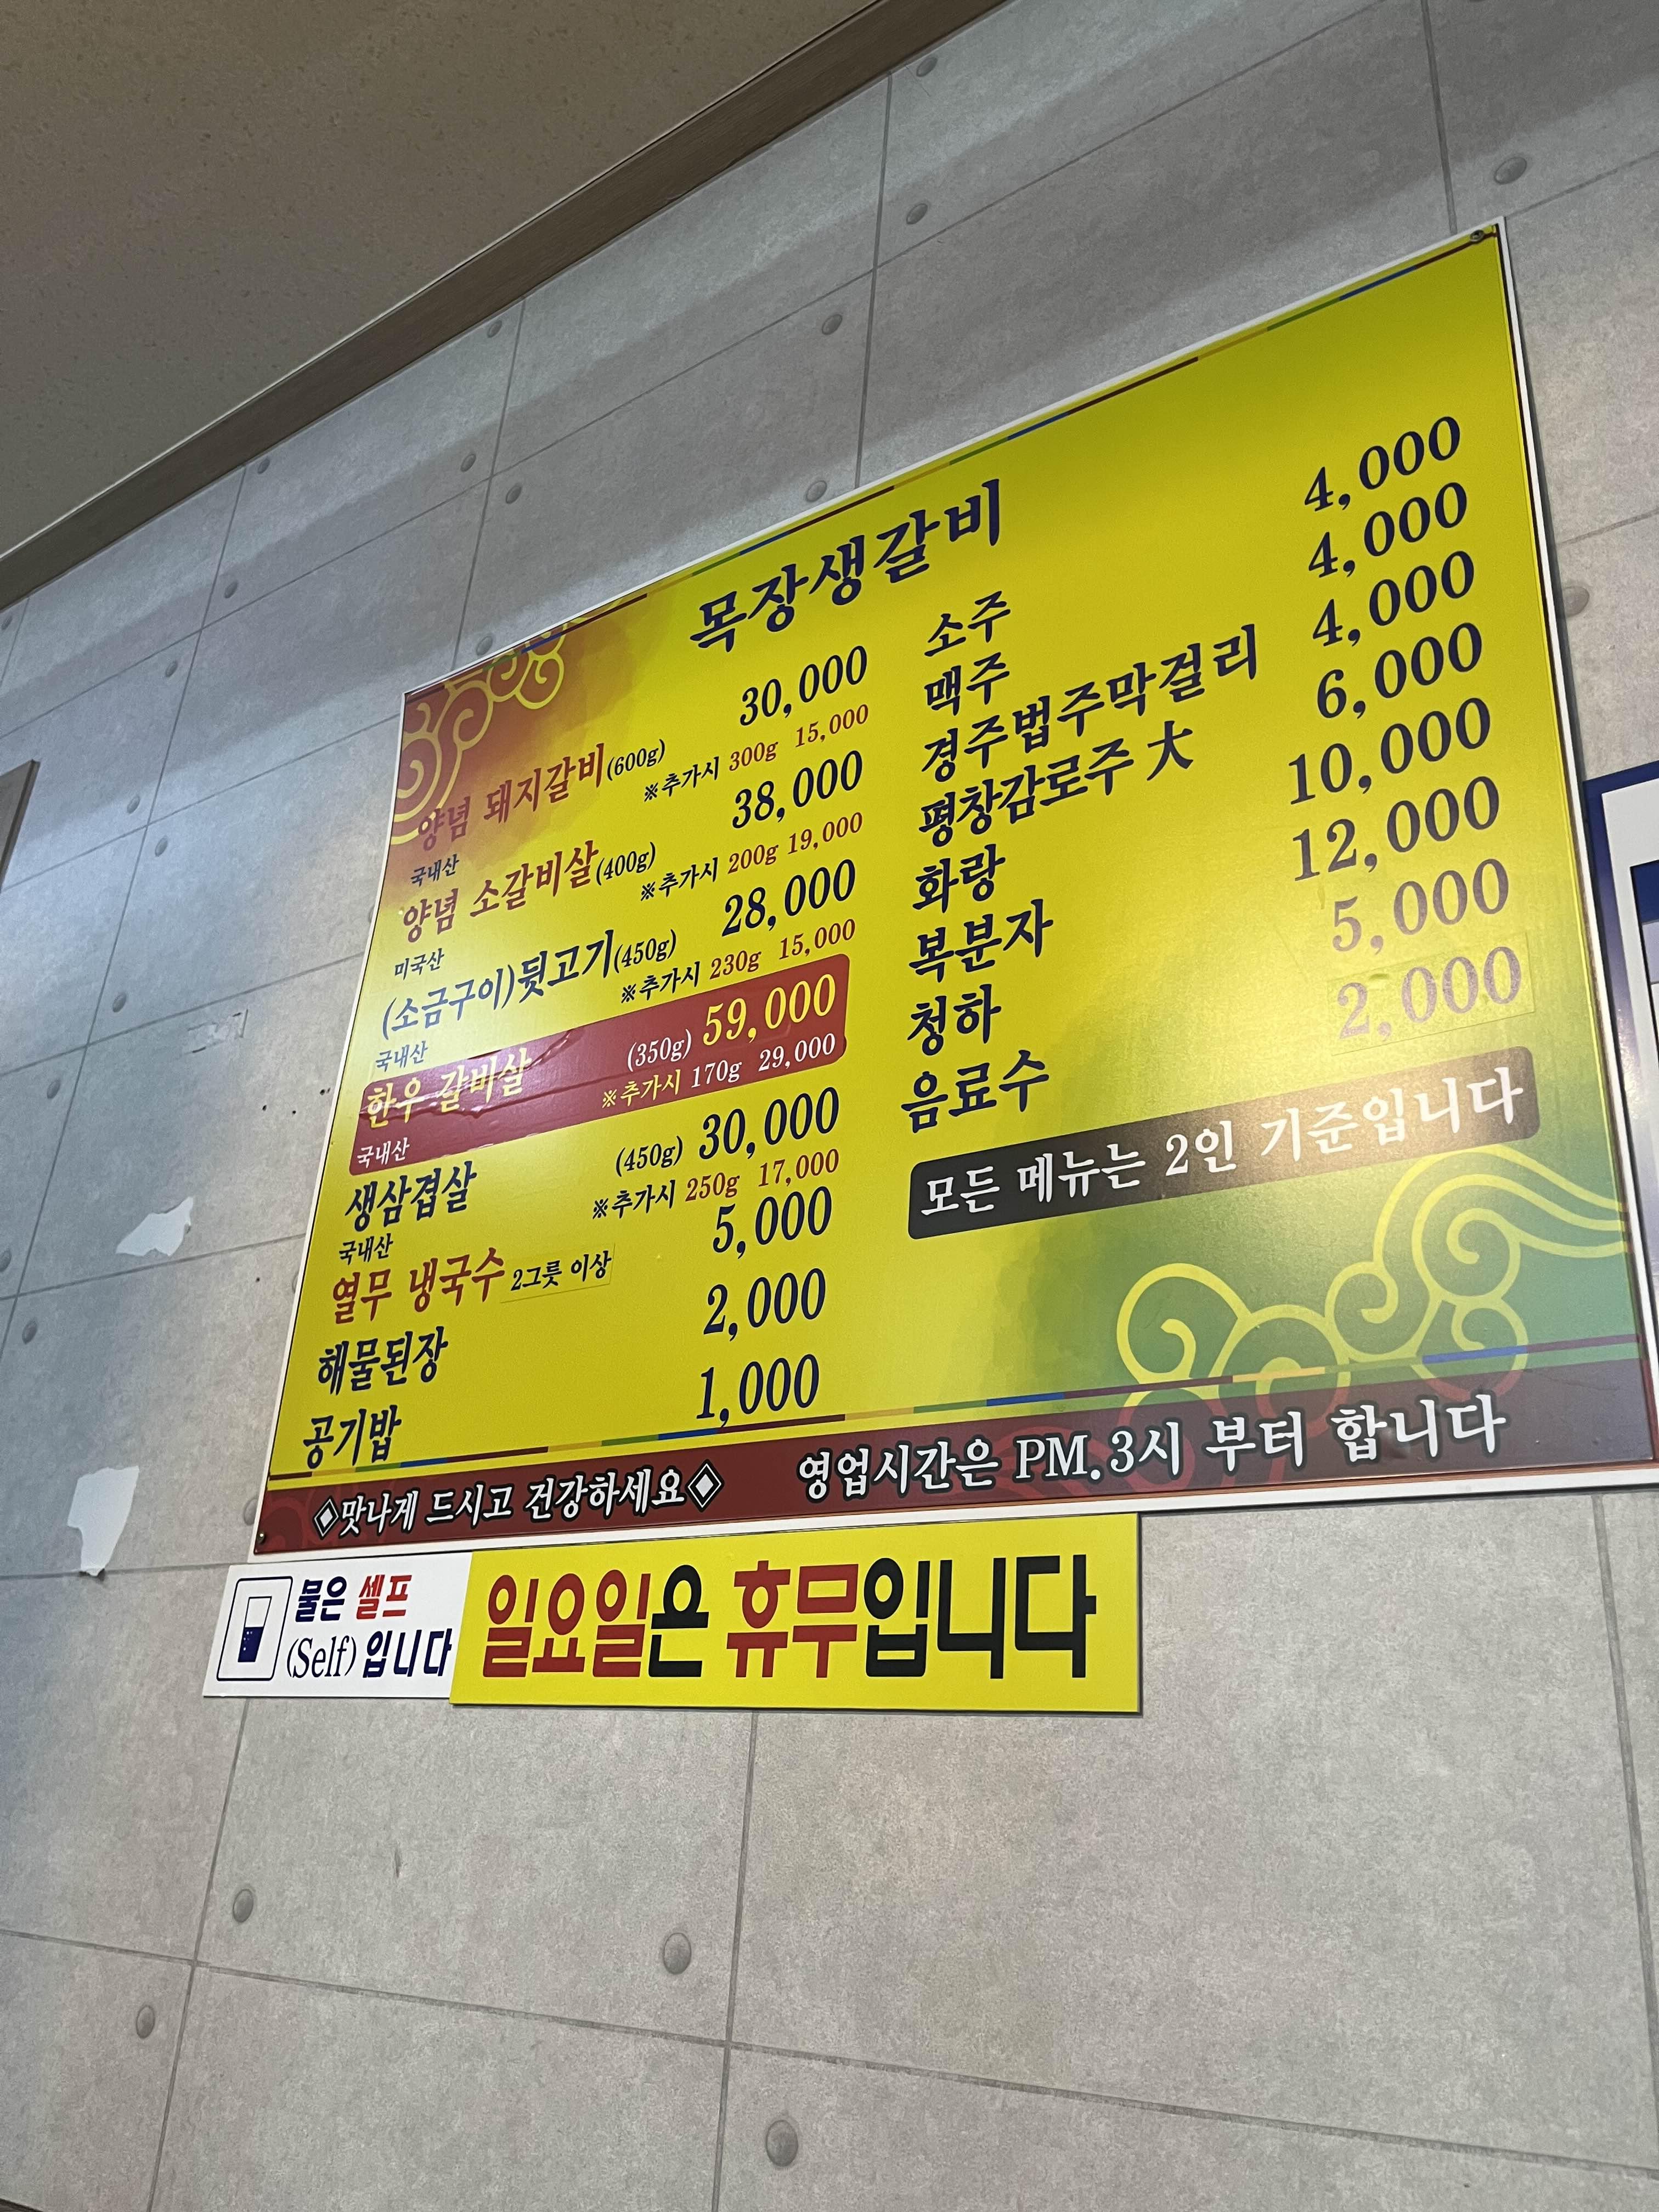 목장생갈비
양념 돼지갈비(600g) 30,000
국내산 ※추가시 300g 15,000
양념 소갈비살(400g) 38,000
미국산 ※추가시 200g 19,000
(소금구이)뒷고기(450g) 28,000
국내산 ※추가시 230g 15,000
한우 갈비살 (350g) 59,000
국내산 ※추가시 170g 29,000
생삼겹살 (450g) 30,000
국내산 ※추가시 250g 17,000
열무 냉국수 2그릇 이상 5,000
해물된장 2,000
공기밥 1,000
소주 4,000
맥주 4,000
경주법주막걸리 4,000
평창감로주 大 6,000
화랑 10,000
복분자 12,000
청하 5,000
음료수 2,000
모든 메뉴는 2인 기준입니다
◈맛나게 드시고 건강하세요◈ 영업시간은 PM.3시 부터 합니다
물은 셀프
(Self) 입니다
일요일은 휴무입니다